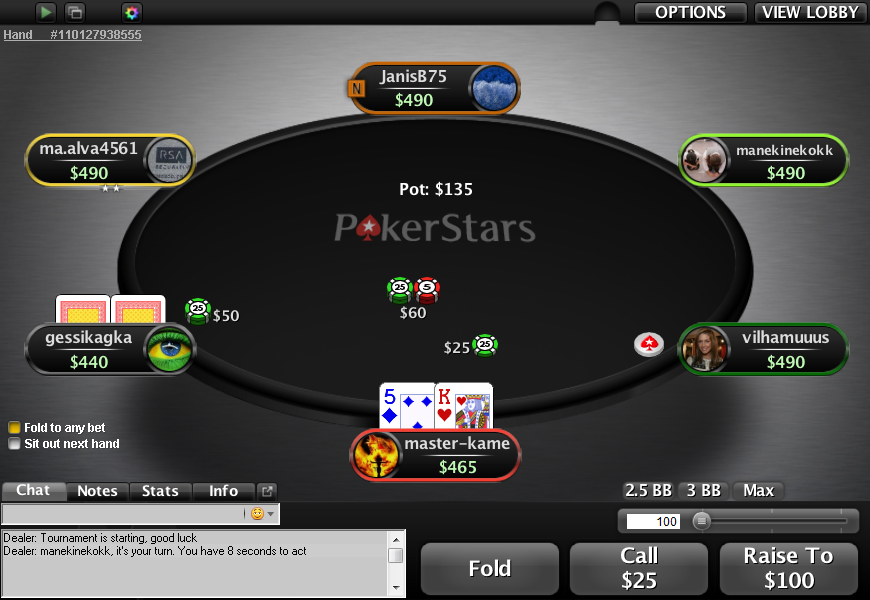 OPTIONS
VIEW LOBBY
Hand #110127938555
JanisB75
N
$490
ma.alva4561
RSA
$490
manekinekokk
$490
Pot: $135
PokerStars
25
5
$60
25
$50
gessikagka
$440
$25
25
vilhamuuus
$490
5
K
master-kame
$465
Fold to any bet
Sit out next hand
Chat
Notes
Stats
Info
2.5 BB
3 BB
Max
100
Dealer: Tournament is starting, good luck
Dealer: manekinekokk, it's your turn. You have 8 seconds to act
Fold
Call
$25
Raise To
$100